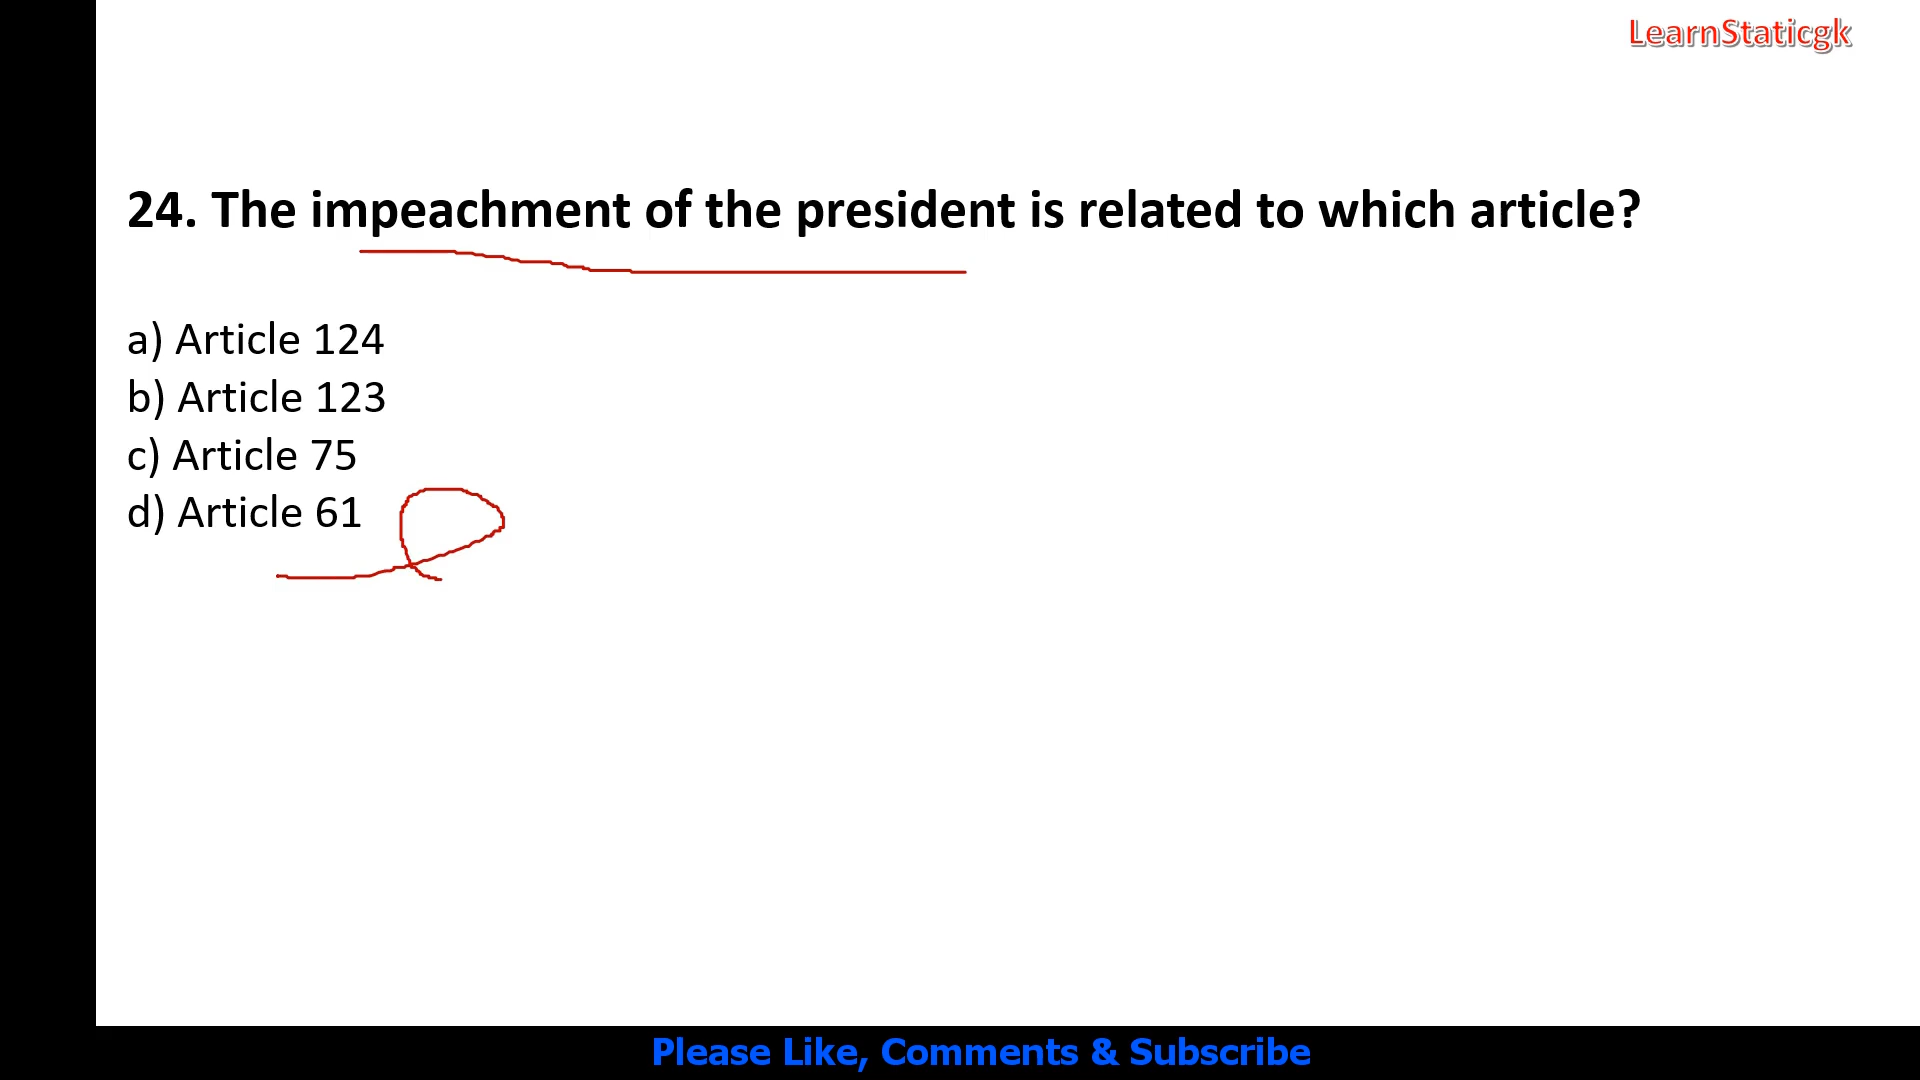 LearnStaticgk
24. The impeachment of the president is related to which article?
a) Article 124
b) Article 123
c) Article 75
d) Article 61
Please Like, Comments & Subscribe